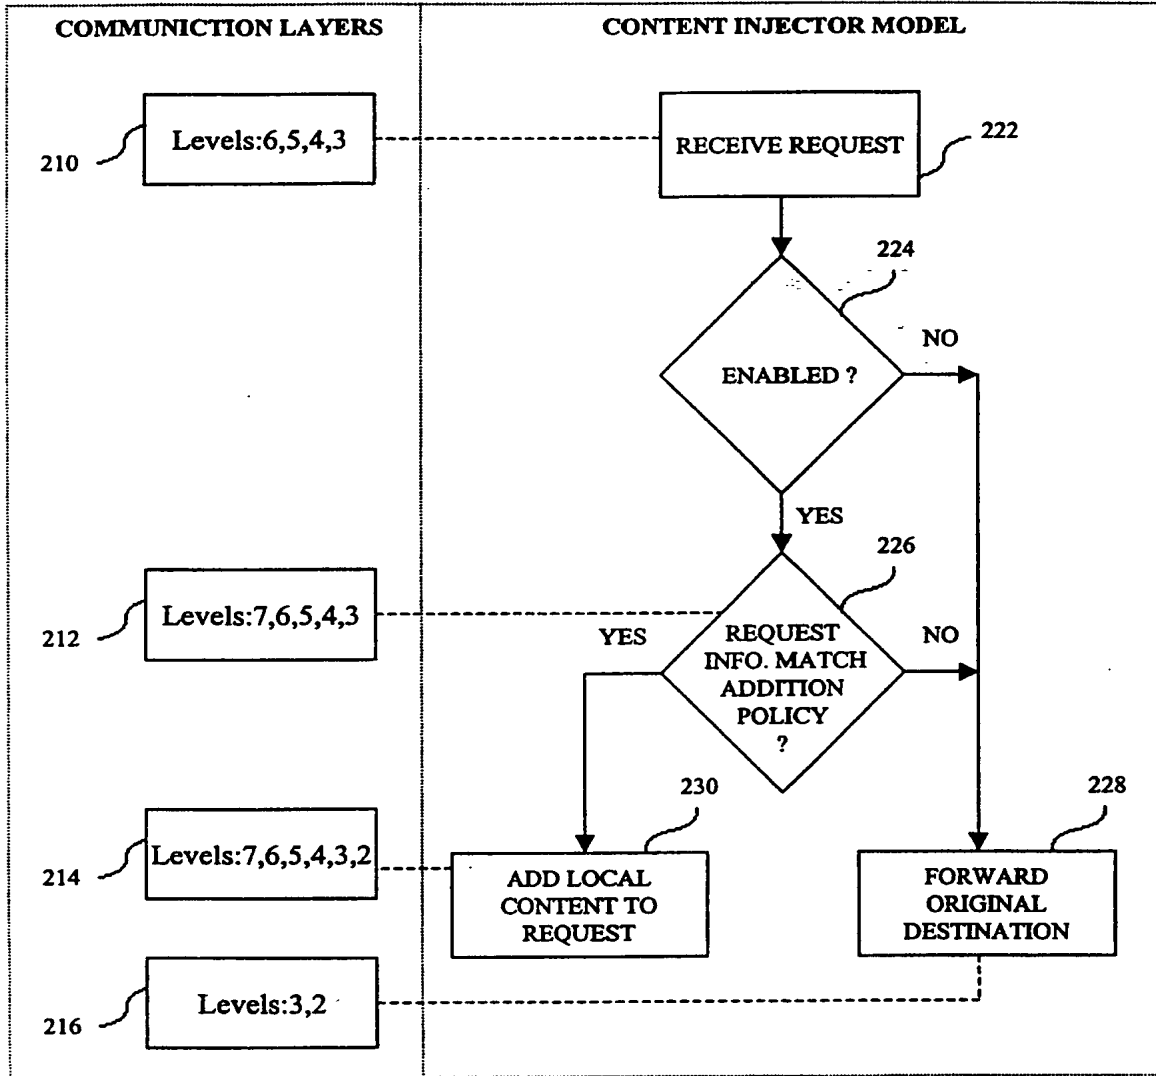 COMMUNICTION LAYERS
CONTENT INJECTOR MODEL
Levels:6,5,4,3
210
RECEIVE REQUEST
222
224
ENABLED ?
NO
YES
226
Levels:7,6,5,4,3
212
YES
REQUEST
INFO. MATCH
ADDITION
POLICY
?
NO
230
228
Levels:7,6,5,4,3,2
214
ADD LOCAL
CONTENT TO
REQUEST
FORWARD
ORIGINAL
DESTINATION
Levels:3,2
216